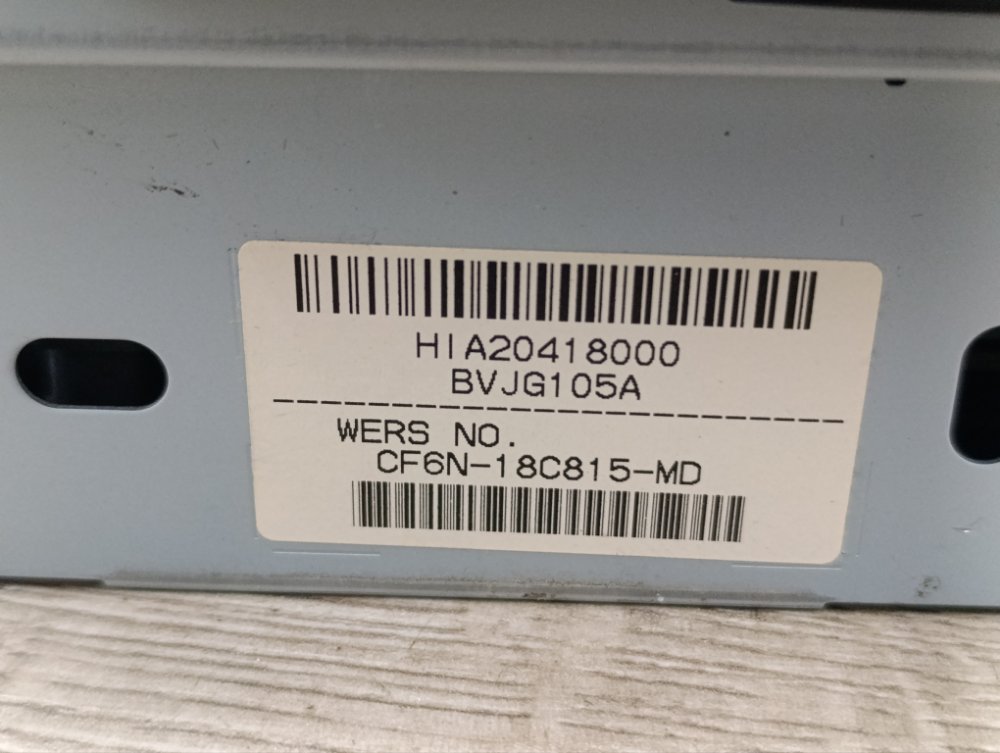 HIA20418000
BVJG105A
WERS NO.
CF6N-18C815-MD